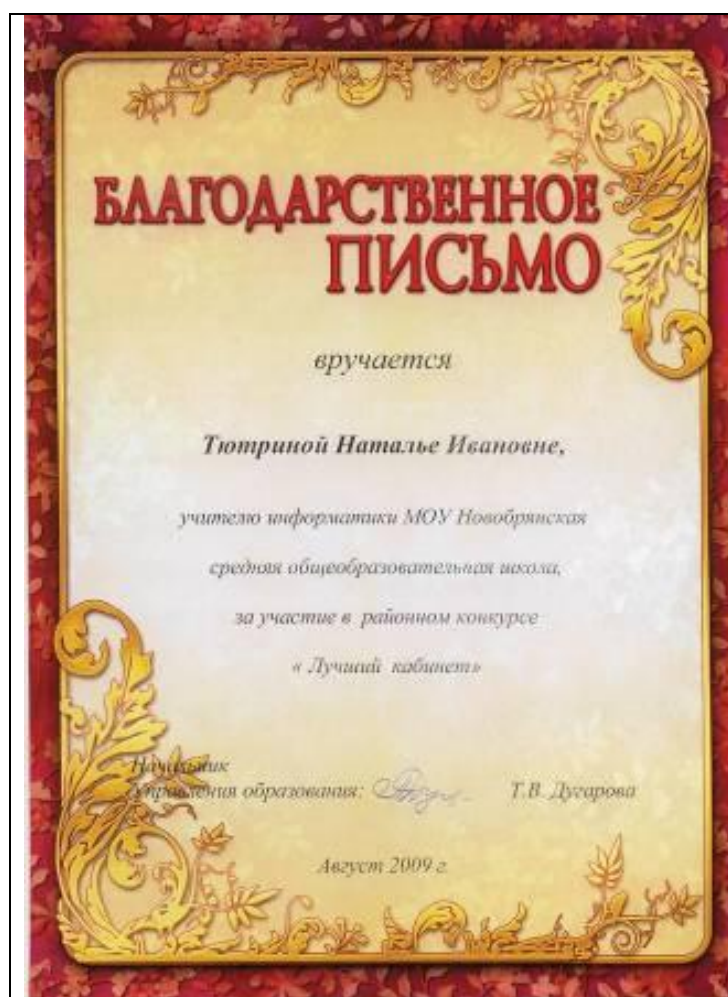 БЛАГОДАРСТВЕННОЕ
ПИСЬМО
вручается
Тютриной Наталье Ивановне,
учителю информатики МОУ Новобрянская
средняя общеобразовательная школа,
за участие в районном конкурсе
« Лучший кабинет»
Начальник
Управления образования: Т.В. Дугарова
Август 2009 г.